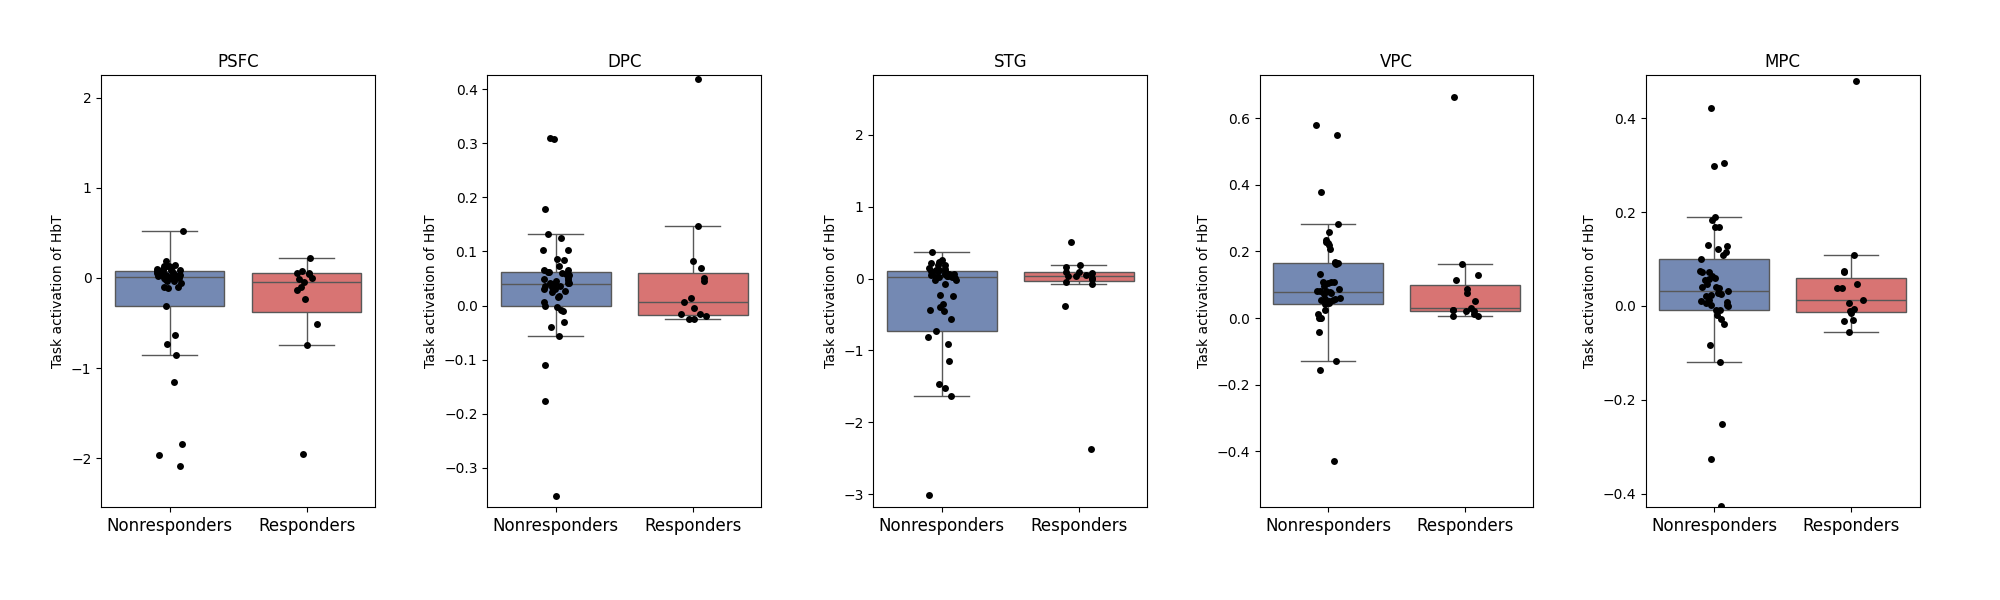 PSFC
DPC
STG
VPC
MPC
Task activation of HbT
2
1
0
−1
−2
Nonresponders
Responders
Task activation of HbT
0.4
0.3
0.2
0.1
0.0
−0.1
−0.2
−0.3
Nonresponders
Responders
Task activation of HbT
2
1
0
−1
−2
−3
Nonresponders
Responders
Task activation of HbT
0.6
0.4
0.2
0.0
−0.2
−0.4
Nonresponders
Responders
Task activation of HbT
0.4
0.2
0.0
−0.2
−0.4
Nonresponders
Responders